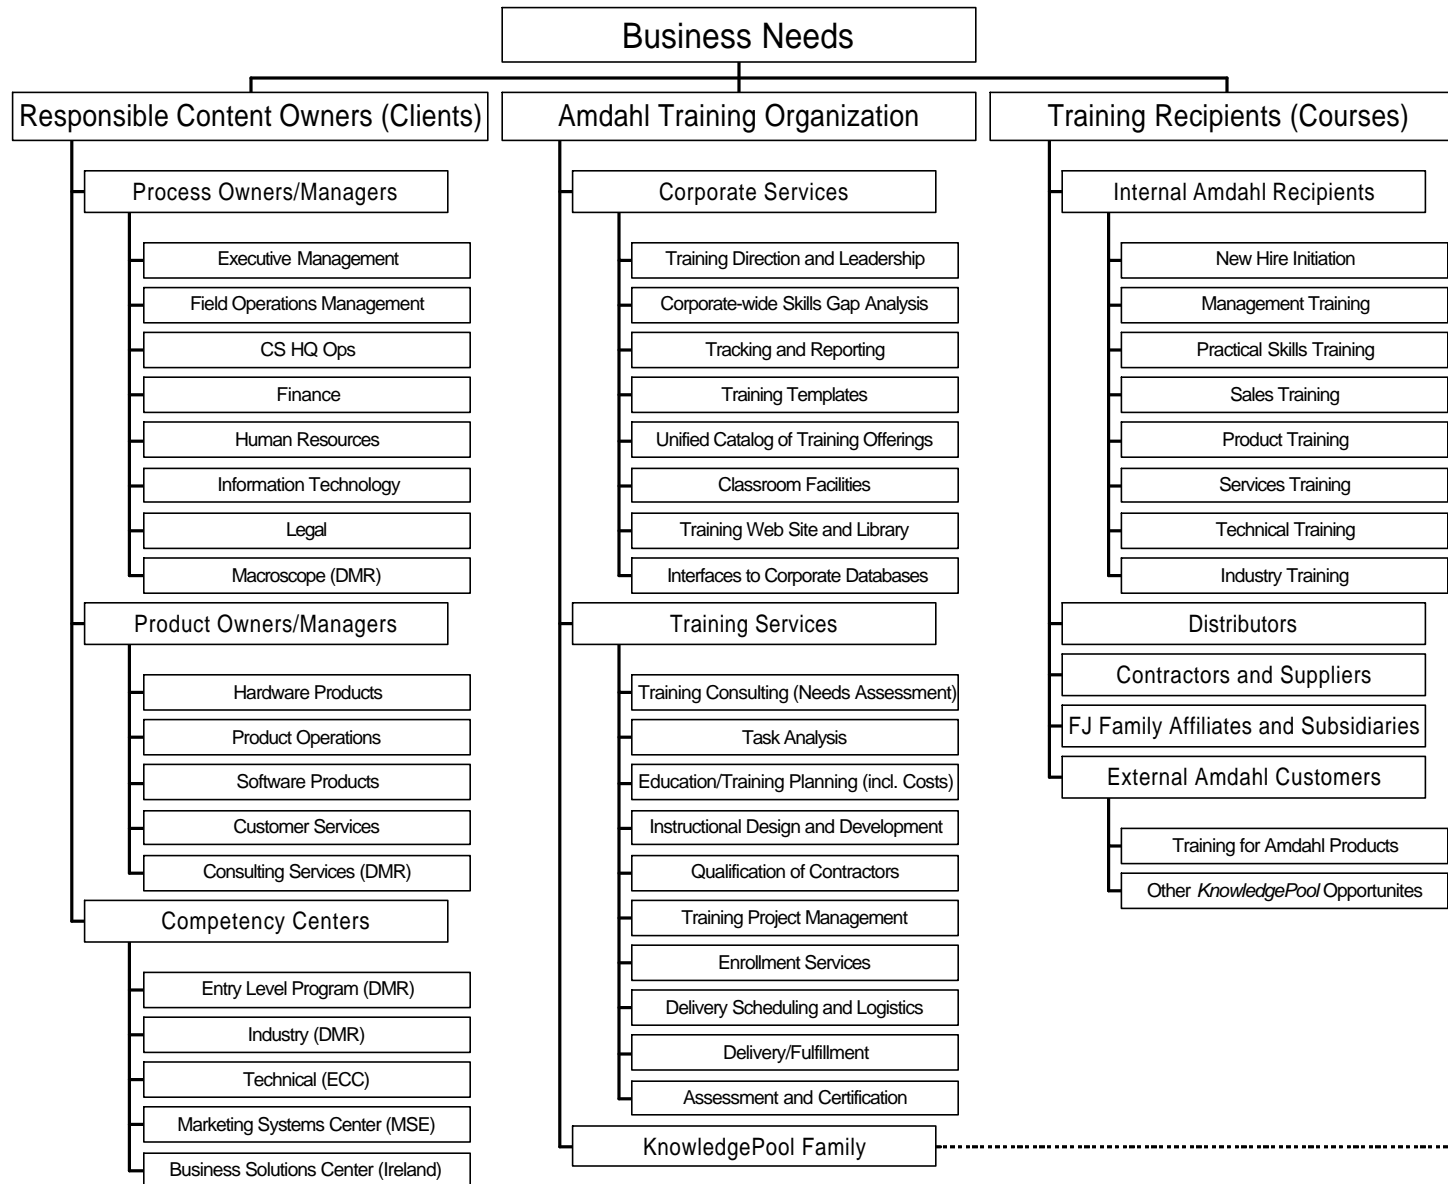 Business Needs
Responsible Content Owners (Clients)
Process Owners/Managers
Executive Management
Field Operations Management
CS HQ Ops
Finance
Human Resources
Information Technology
Legal
Macroscope (DMR)
Product Owners/Managers
Hardware Products
Product Operations
Software Products
Customer Services
Consulting Services (DMR)
Competency Centers
Entry Level Program (DMR)
Industry (DMR)
Technical (ECC)
Marketing Systems Center (MSE)
Business Solutions Center (Ireland)
Amdahl Training Organization
Corporate Services
Training Direction and Leadership
Corporate-wide Skills Gap Analysis
Tracking and Reporting
Training Templates
Unified Catalog of Training Offerings
Classroom Facilities
Training Web Site and Library
Interfaces to Corporate Databases
Training Services
Training Consulting (Needs Assessment)
Task Analysis
Education/Training Planning (incl. Costs)
Instructional Design and Development
Qualification of Contractors
Training Project Management
Enrollment Services
Delivery Scheduling and Logistics
Delivery/Fulfillment
Assessment and Certification
KnowledgePool Family
Training Recipients (Courses)
Internal Amdahl Recipients
New Hire Initiation
Management Training
Practical Skills Training
Sales Training
Product Training
Services Training
Technical Training
Industry Training
Distributors
Contractors and Suppliers
FJ Family Affiliates and Subsidiaries
External Amdahl Customers
Training for Amdahl Products
Other KnowledgePool Opportunites